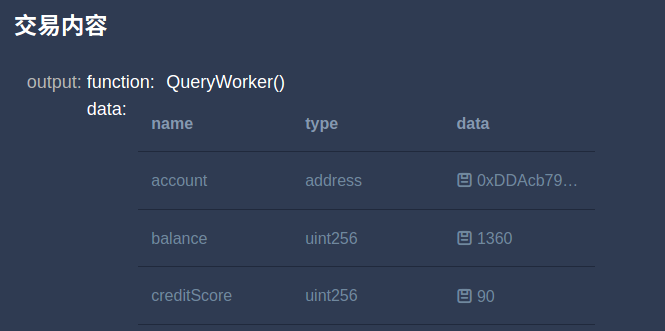 交易内容
output: function: QueryWorker()
data:
name type data
account address 0xDDAcb79…
balance uint256 1360
creditScore uint256 90